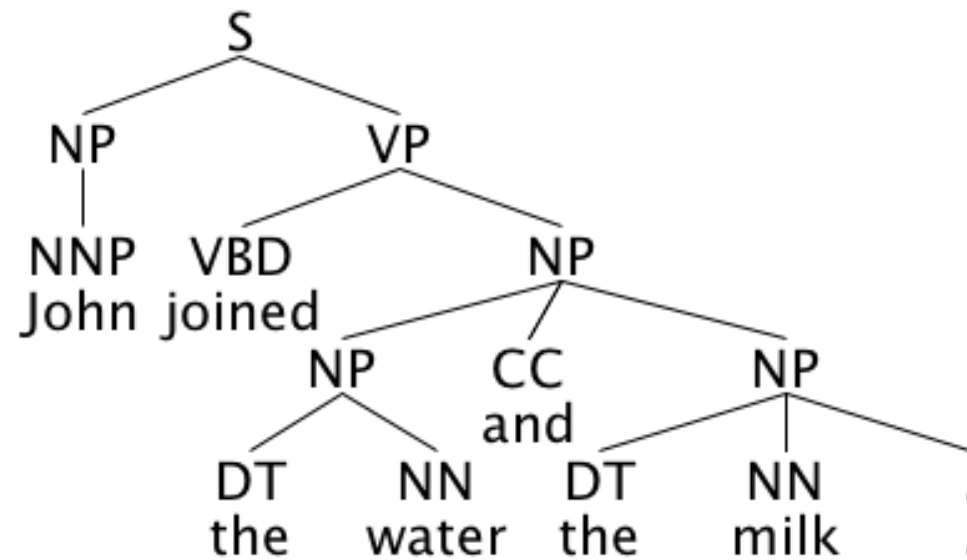 S
NP VP
NNP VBD NP
John joined
NP CC NP
and
DT NN DT NN
the water the milk